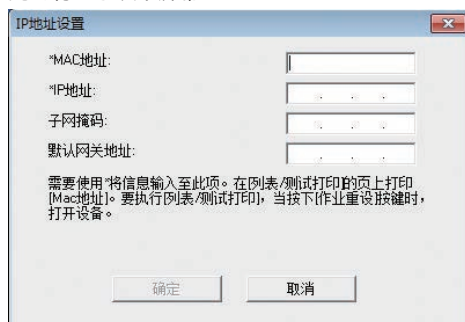 IP地址设置
*MAC地址:
*IP地址:
子网掩码:
默认网关地址:
需要使用*将信息输入至此项。在[列表/测试打印]的页上打印
[Mac地址]。要执行[列表/测试打印]，当按下[作业重设]按键时，
打开设备。
确定
取消